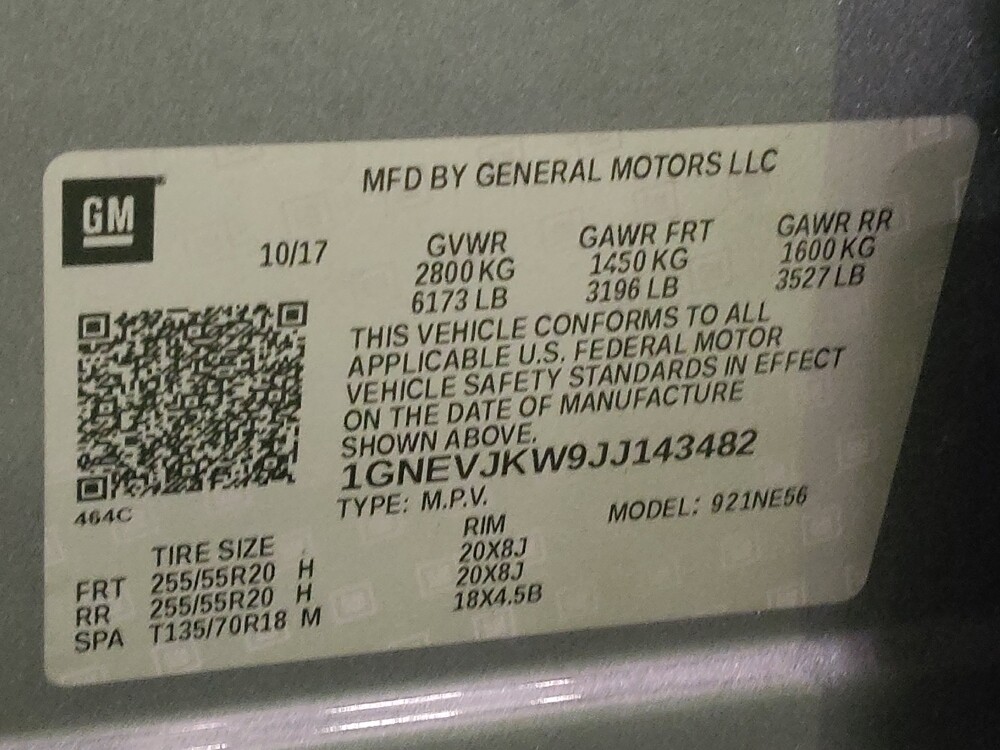 GM
MFD BY GENERAL MOTORS LLC
10/17 GVWR GAWR FRT GAWR RR
2800 KG 1450 KG 1600 KG
6173 LB 3196 LB 3527 LB
THIS VEHICLE CONFORMS TO ALL
APPLICABLE U.S. FEDERAL MOTOR
VEHICLE SAFETY STANDARDS IN EFFECT
ON THE DATE OF MANUFACTURE
SHOWN ABOVE.
1GNEVJKW9JJ143482
464C
TYPE: M.P.V. MODEL: 921NE56
TIRE SIZE RIM
FRT 255/55R20 H 20X8J
RR 255/55R20 H 20X8J
SPA T135/70R18 M 18X4.5B